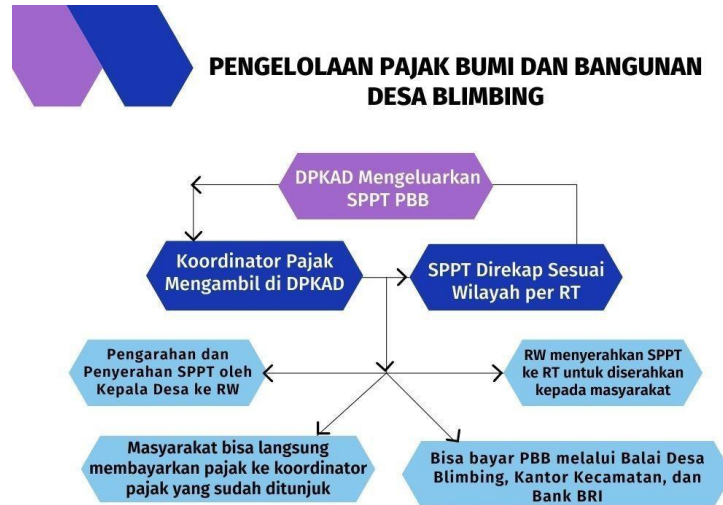 PENGELOLAAN PAJAK BUMI DAN BANGUNAN
DESA BLIMBING
DPKAD Mengeluarkan
SPPT PBB
Koordinator Pajak
Mengambil di DPKAD
SPPT Direkap Sesuai
Wilayah per RT
Pengarahan dan
Penyerahan SPPT oleh
Kepala Desa ke RW
RW menyerahkan SPPT
ke RT untuk diserahkan
kepada masyarakat
Masyarakat bisa langsung
membayarkan pajak ke koordinator
pajak yang sudah ditunjuk
Bisa bayar PBB melalui Balai Desa
Blimbing, Kantor Kecamatan, dan
Bank BRI